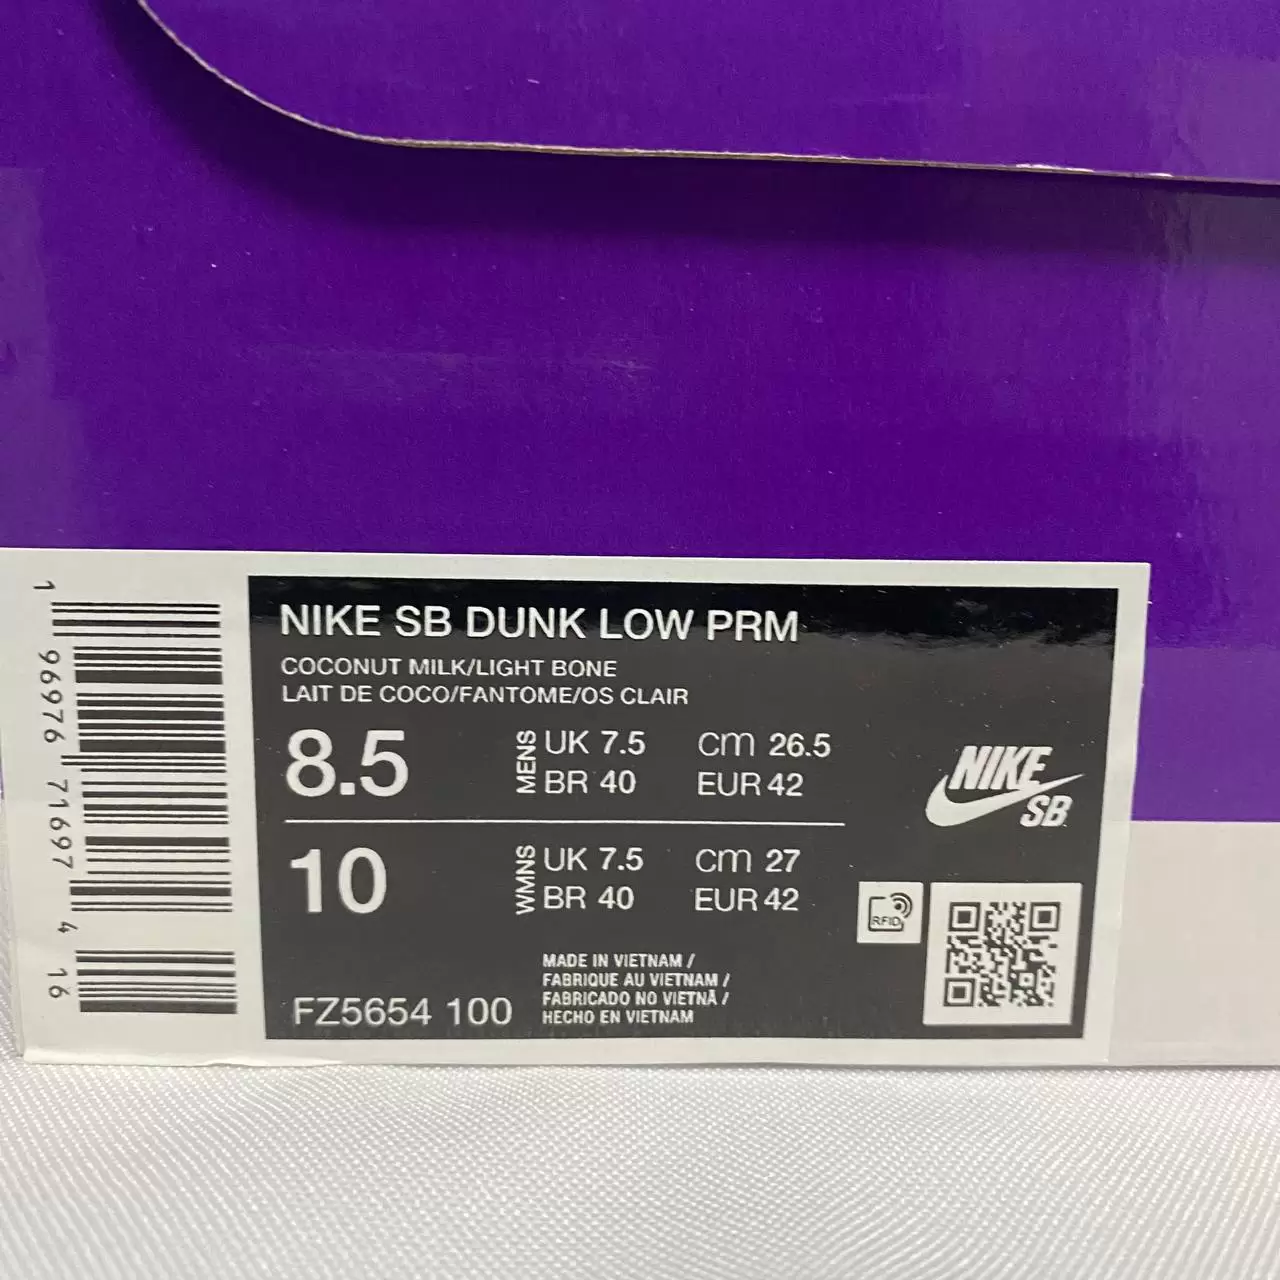 1 96976 71697 4 16
NIKE SB DUNK LOW PRM
COCONUT MILK/LIGHT BONE
LAIT DE COCO/FANTOME/OS CLAIR
8.5 MENS UK 7.5 cm 26.5
BR 40 EUR 42
10 WMNS UK 7.5 cm 27
BR 40 EUR 42
NIKE
SB
RFID
MADE IN VIETNAM /
FABRIQUE AU VIETNAM /
FABRICADO NO VIETNÃ /
HECHO EN VIETNAM
FZ5654 100